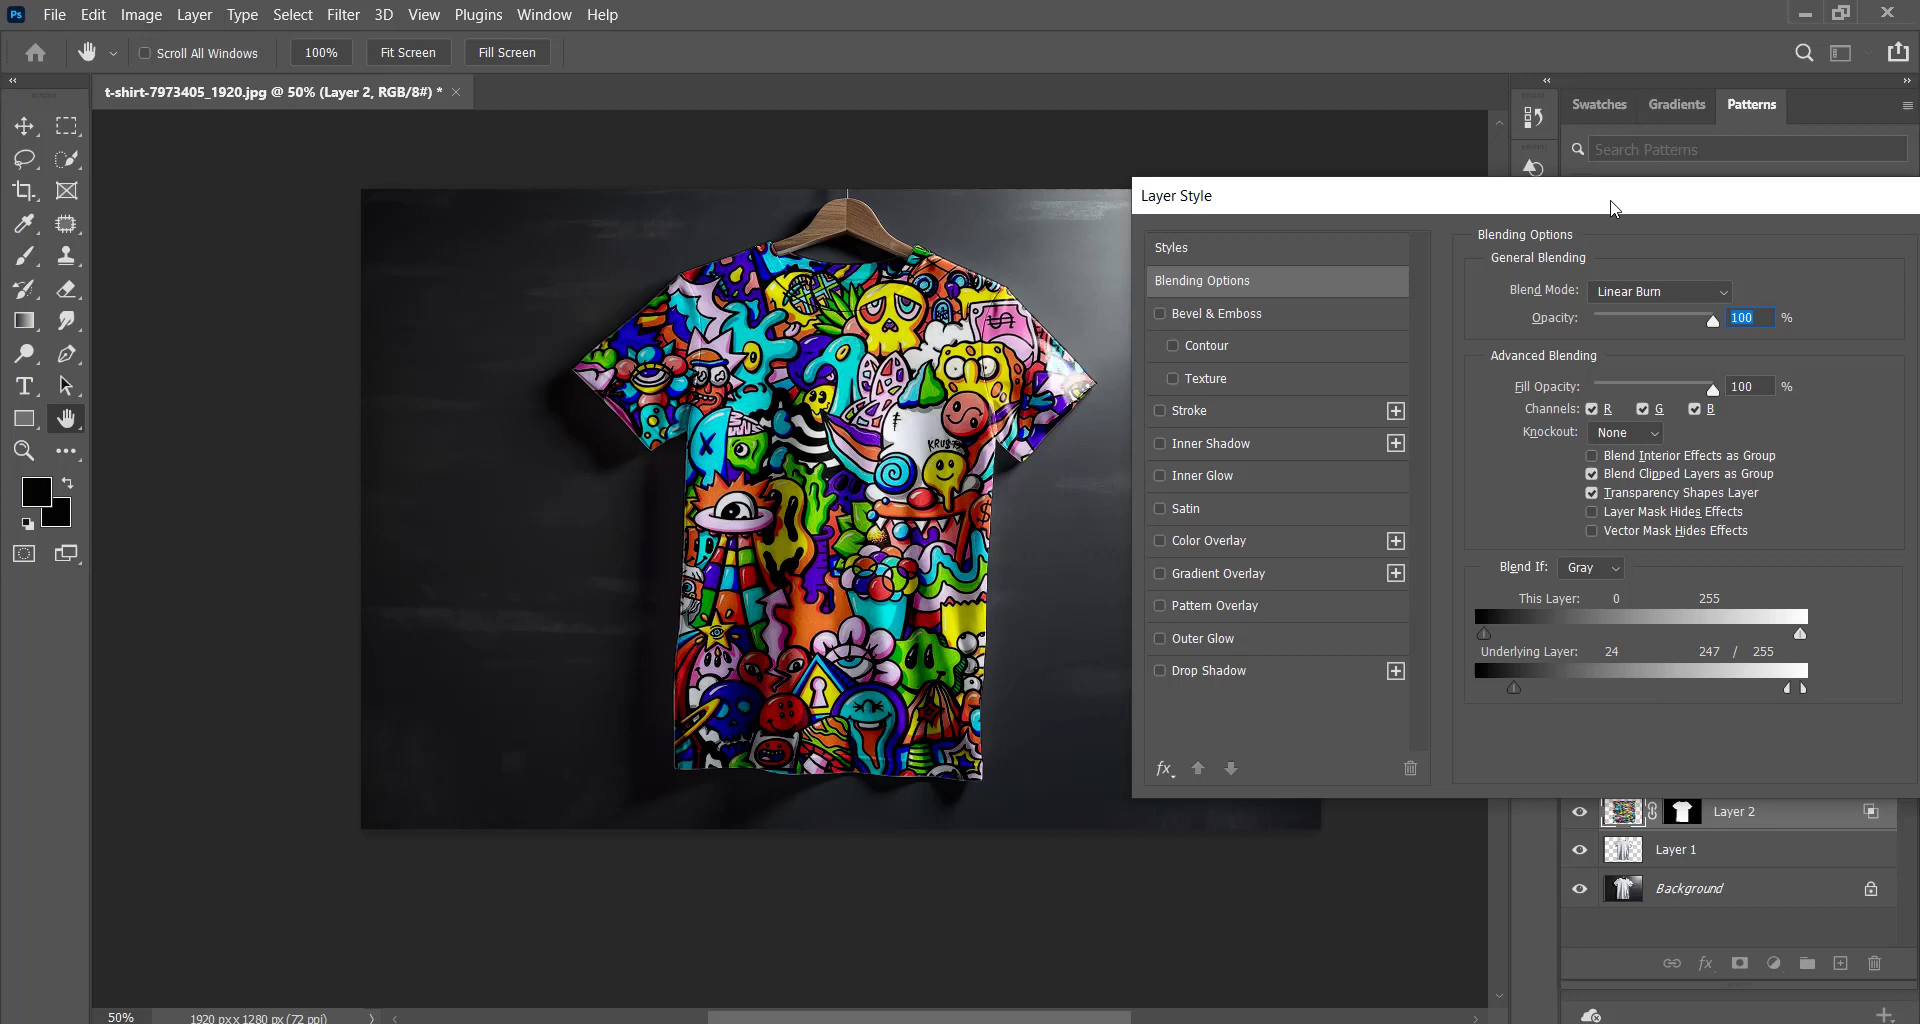 Ps File Edit Image Layer Type Select Filter 3D View Plugins Window Help
Scroll All Windows 100% Fit Screen Fill Screen
t-shirt-7973405_1920.jpg @ 50% (Layer 2, RGB/8#) *
Swatches Gradients Patterns
Search Patterns
Layer Style
Styles
Blending Options
Bevel & Emboss
Contour
Texture
Stroke
Inner Shadow
Inner Glow
Satin
Color Overlay
Gradient Overlay
Pattern Overlay
Outer Glow
Drop Shadow
fx
Blending Options
General Blending
Blend Mode: Linear Burn
Opacity: 100 %
Advanced Blending
Fill Opacity: 100 %
Channels: R G B
Knockout: None
Blend Interior Effects as Group
Blend Clipped Layers as Group
Transparency Shapes Layer
Layer Mask Hides Effects
Vector Mask Hides Effects
Blend If: Gray
This Layer: 0 255
Underlying Layer: 24 247 / 255
Layer 2
Layer 1
Background
fx
50% 1920 px x 1280 px (72 ppi)